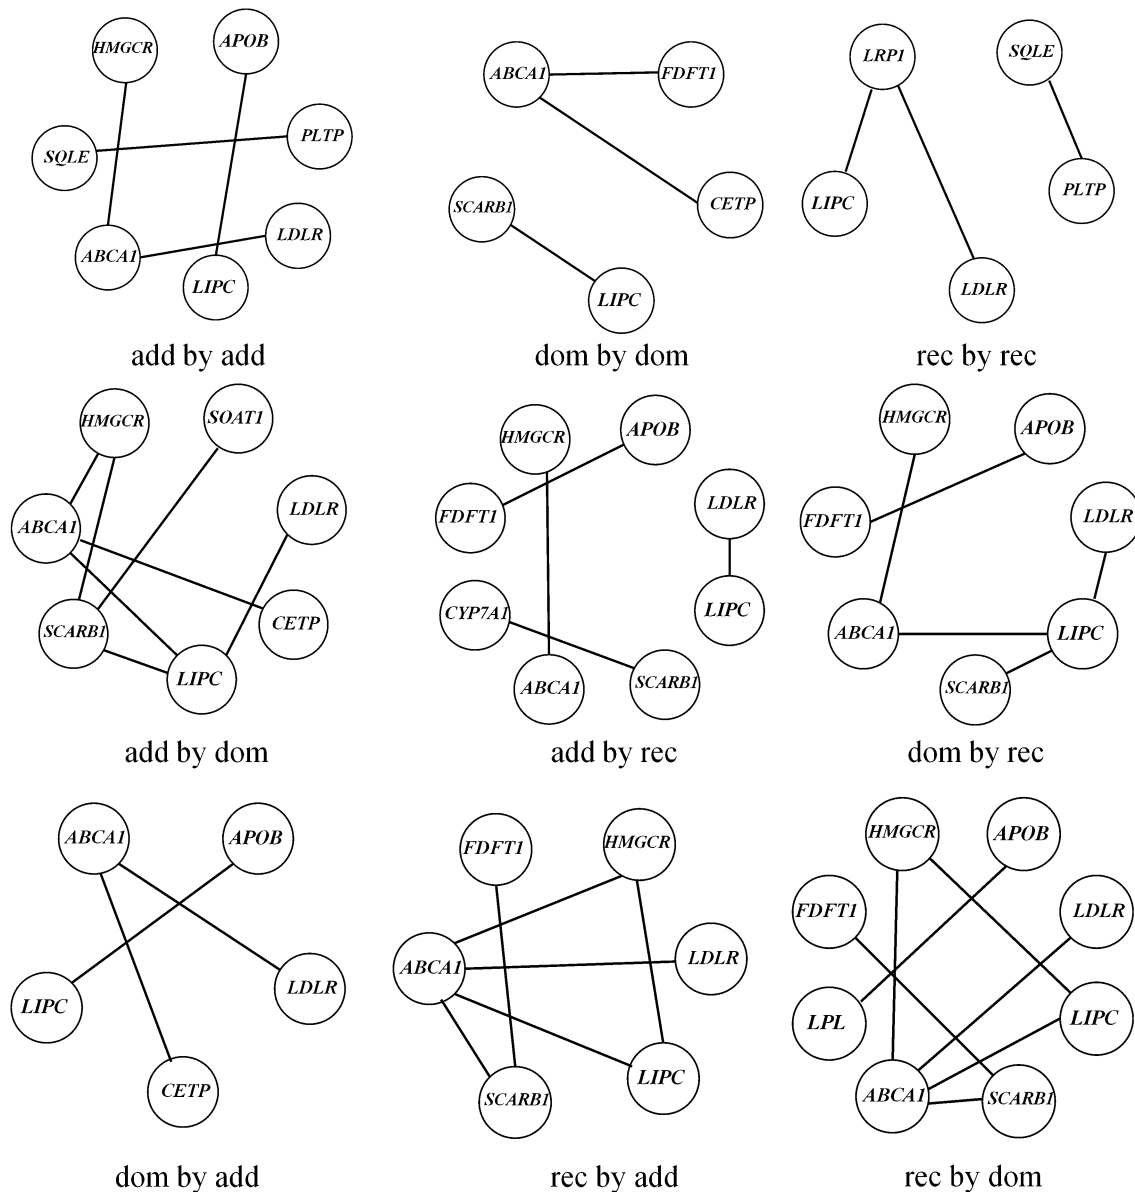 HMGCR
APOB
SQLE
PLTP
ABCA1
LDLR
LIPC
add by add
ABCA1
FDFT1
SCARB1
CETP
LIPC
dom by dom
LRP1
SQLE
LIPC
PLTP
LDLR
rec by rec
HMGCR
SOAT1
ABCA1
LDLR
SCARB1
CETP
LIPC
add by dom
HMGCR
APOB
FDFT1
LDLR
CYP7A1
LIPC
ABCA1
SCARB1
add by rec
HMGCR
APOB
FDFT1
LDLR
ABCA1
LIPC
SCARB1
dom by rec
ABCA1
APOB
LIPC
LDLR
CETP
dom by add
FDFT1
HMGCR
ABCA1
LDLR
SCARB1
LIPC
rec by add
HMGCR
APOB
FDFT1
LDLR
LPL
LIPC
ABCA1
SCARB1
rec by dom